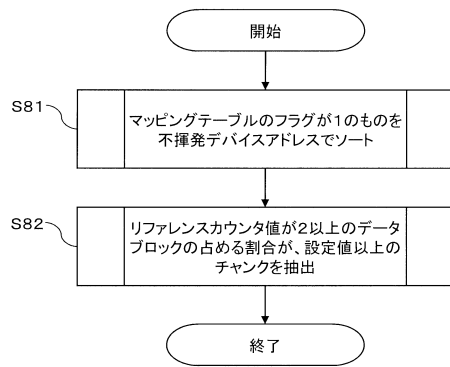 開始
S81
マッピングテーブルのフラグが1のものを
不揮発デバイスアドレスでソート
S82
リファレンスカウンタ値が2以上のデータ
ブロックの占める割合が、設定値以上の
チャンクを抽出
終了